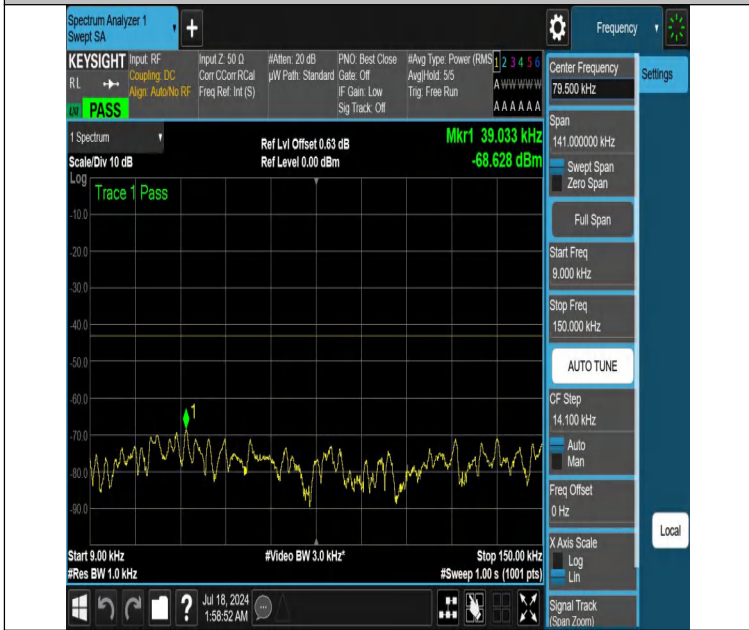 Spectrum Analyzer 1
Swept SA
+
Frequency
KEYSIGHT
RL
PASS
Input: RF
Coupling: DC
Align: Auto/No RF
Input Z: 50 Ω
Corr CCorr RCal
Freq Ref: Int (S)
#Atten: 20 dB
µW Path: Standard
PNO: Best Close
Gate: Off
IF Gain: Low
Sig Track: Off
#Avg Type: Power (RMS
Avg|Hold: 5/5
Trig: Free Run
1 2 3 4 5 6
A W W W W W
A A A A A A
1 Spectrum
Scale/Div 10 dB
Ref Lvl Offset 0.63 dB
Ref Level 0.00 dBm
Mkr1 39.033 kHz
-68.628 dBm
Log
Trace 1 Pass
-10.0
-20.0
-30.0
-40.0
-50.0
-60.0
-70.0
-80.0
-90.0
1
Start 9.00 kHz
#Res BW 1.0 kHz
#Video BW 3.0 kHz*
Stop 150.00 kHz
#Sweep 1.00 s (1001 pts)
?
Jul 18, 2024
1:58:52 AM
Center Frequency
79.500 kHz
Span
141.000000 kHz
Swept Span
Zero Span
Full Span
Start Freq
9.000 kHz
Stop Freq
150.000 kHz
AUTO TUNE
CF Step
14.100 kHz
Auto
Man
Freq Offset
0 Hz
X Axis Scale
Log
Lin
Signal Track
(Span Zoom)
Settings
Local